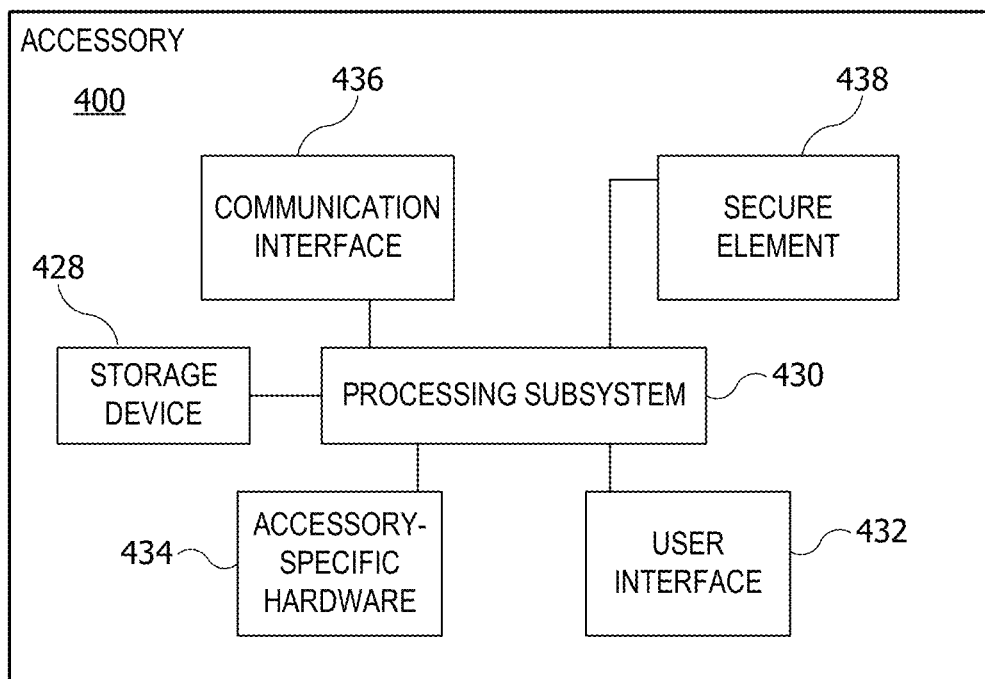 ACCESSORY
400
436
438
COMMUNICATION
INTERFACE
SECURE
ELEMENT
428
STORAGE
DEVICE
PROCESSING SUBSYSTEM
430
434
ACCESSORY-
SPECIFIC
HARDWARE
USER
INTERFACE
432